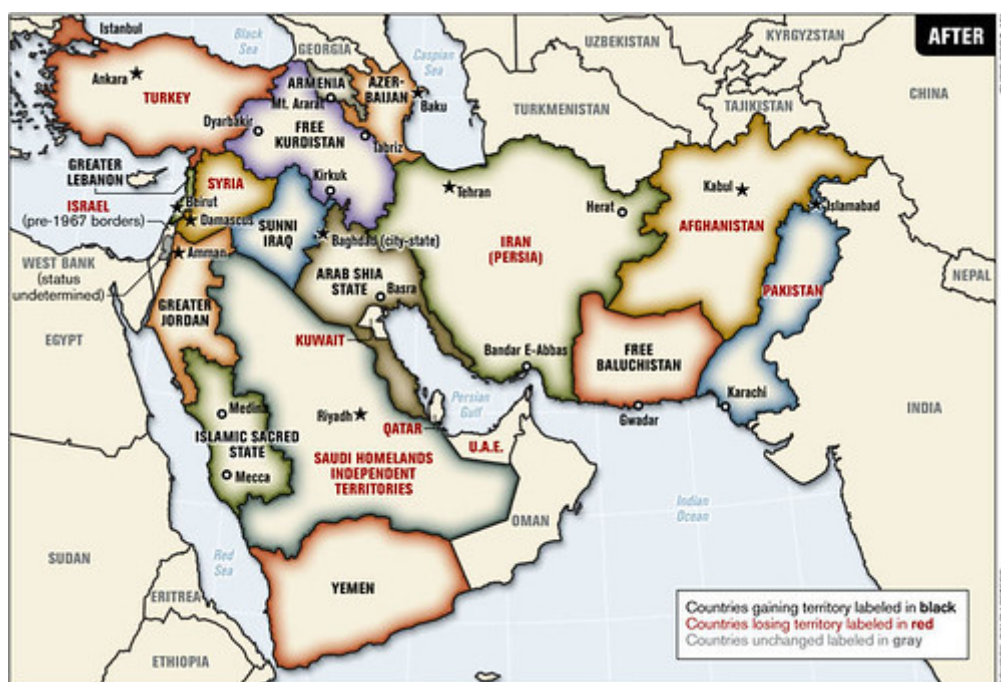 AFTER
Istanbul
Black
Sea
GEORGIA
Caspian
Sea
UZBEKISTAN
KYRGYZSTAN
Ankara
TURKEY
ARMENIA
Mt. Ararat
AZER-
BAIJAN
Baku
TURKMENISTAN
TAJIKISTAN
CHINA
Dyarbakir
FREE
KURDISTAN
Tabriz
GREATER
LEBANON
SYRIA
Kirkuk
Tehran
Herat
Kabul
Islamabad
ISRAEL
(pre-1967 borders)
Beirut
Damascus
SUNNI
IRAQ
Baghdad (city-state)
IRAN
(PERSIA)
AFGHANISTAN
WEST BANK
(status
undetermined)
Amman
ARAB SHIA
STATE
Basra
PAKISTAN
NEPAL
GREATER
JORDAN
EGYPT
KUWAIT
Bandar E-Abbas
FREE
BALUCHISTAN
Karachi
Gwadar
INDIA
Medina
ISLAMIC SACRED
STATE
Mecca
Riyadh
Persian
Gulf
QATAR
U.A.E.
SAUDI HOMELANDS
INDEPENDENT
TERRITORIES
OMAN
Indian
Ocean
SUDAN
Red
Sea
YEMEN
ERITREA
ETHIOPIA
Countries gaining territory labeled in black
Countries losing territory labeled in red
Countries unchanged labeled in gray